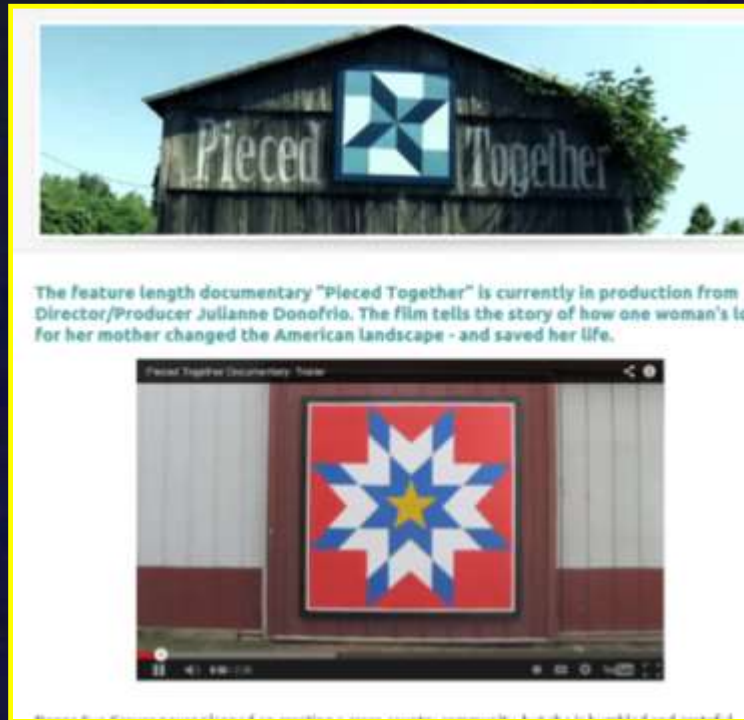 Pieced Together
The feature length documentary "Pieced Together" is currently in production from
Director/Producer Julianne Donofrio. The film tells the story of how one woman's lo
for her mother changed the American landscape - and saved her life.
Pieced Together Documentary Trailer